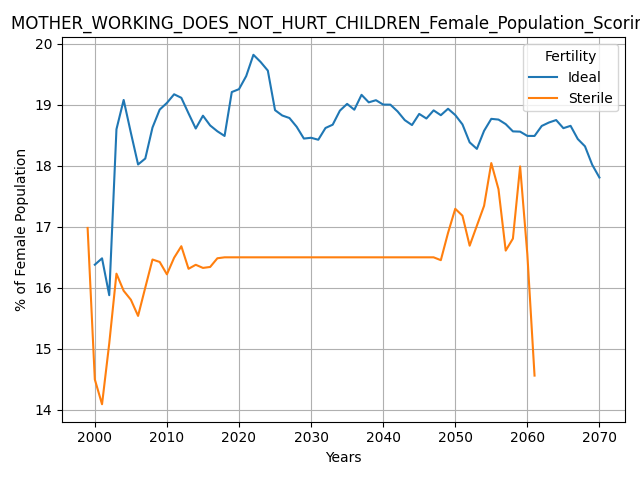 MOTHER_WORKING_DOES_NOT_HURT_CHILDREN_Female_Population_Scorin
Fertility
Ideal
Sterile
20
19
18
17
16
15
14
% of Female Population
2000 2010 2020 2030 2040 2050 2060 2070
Years